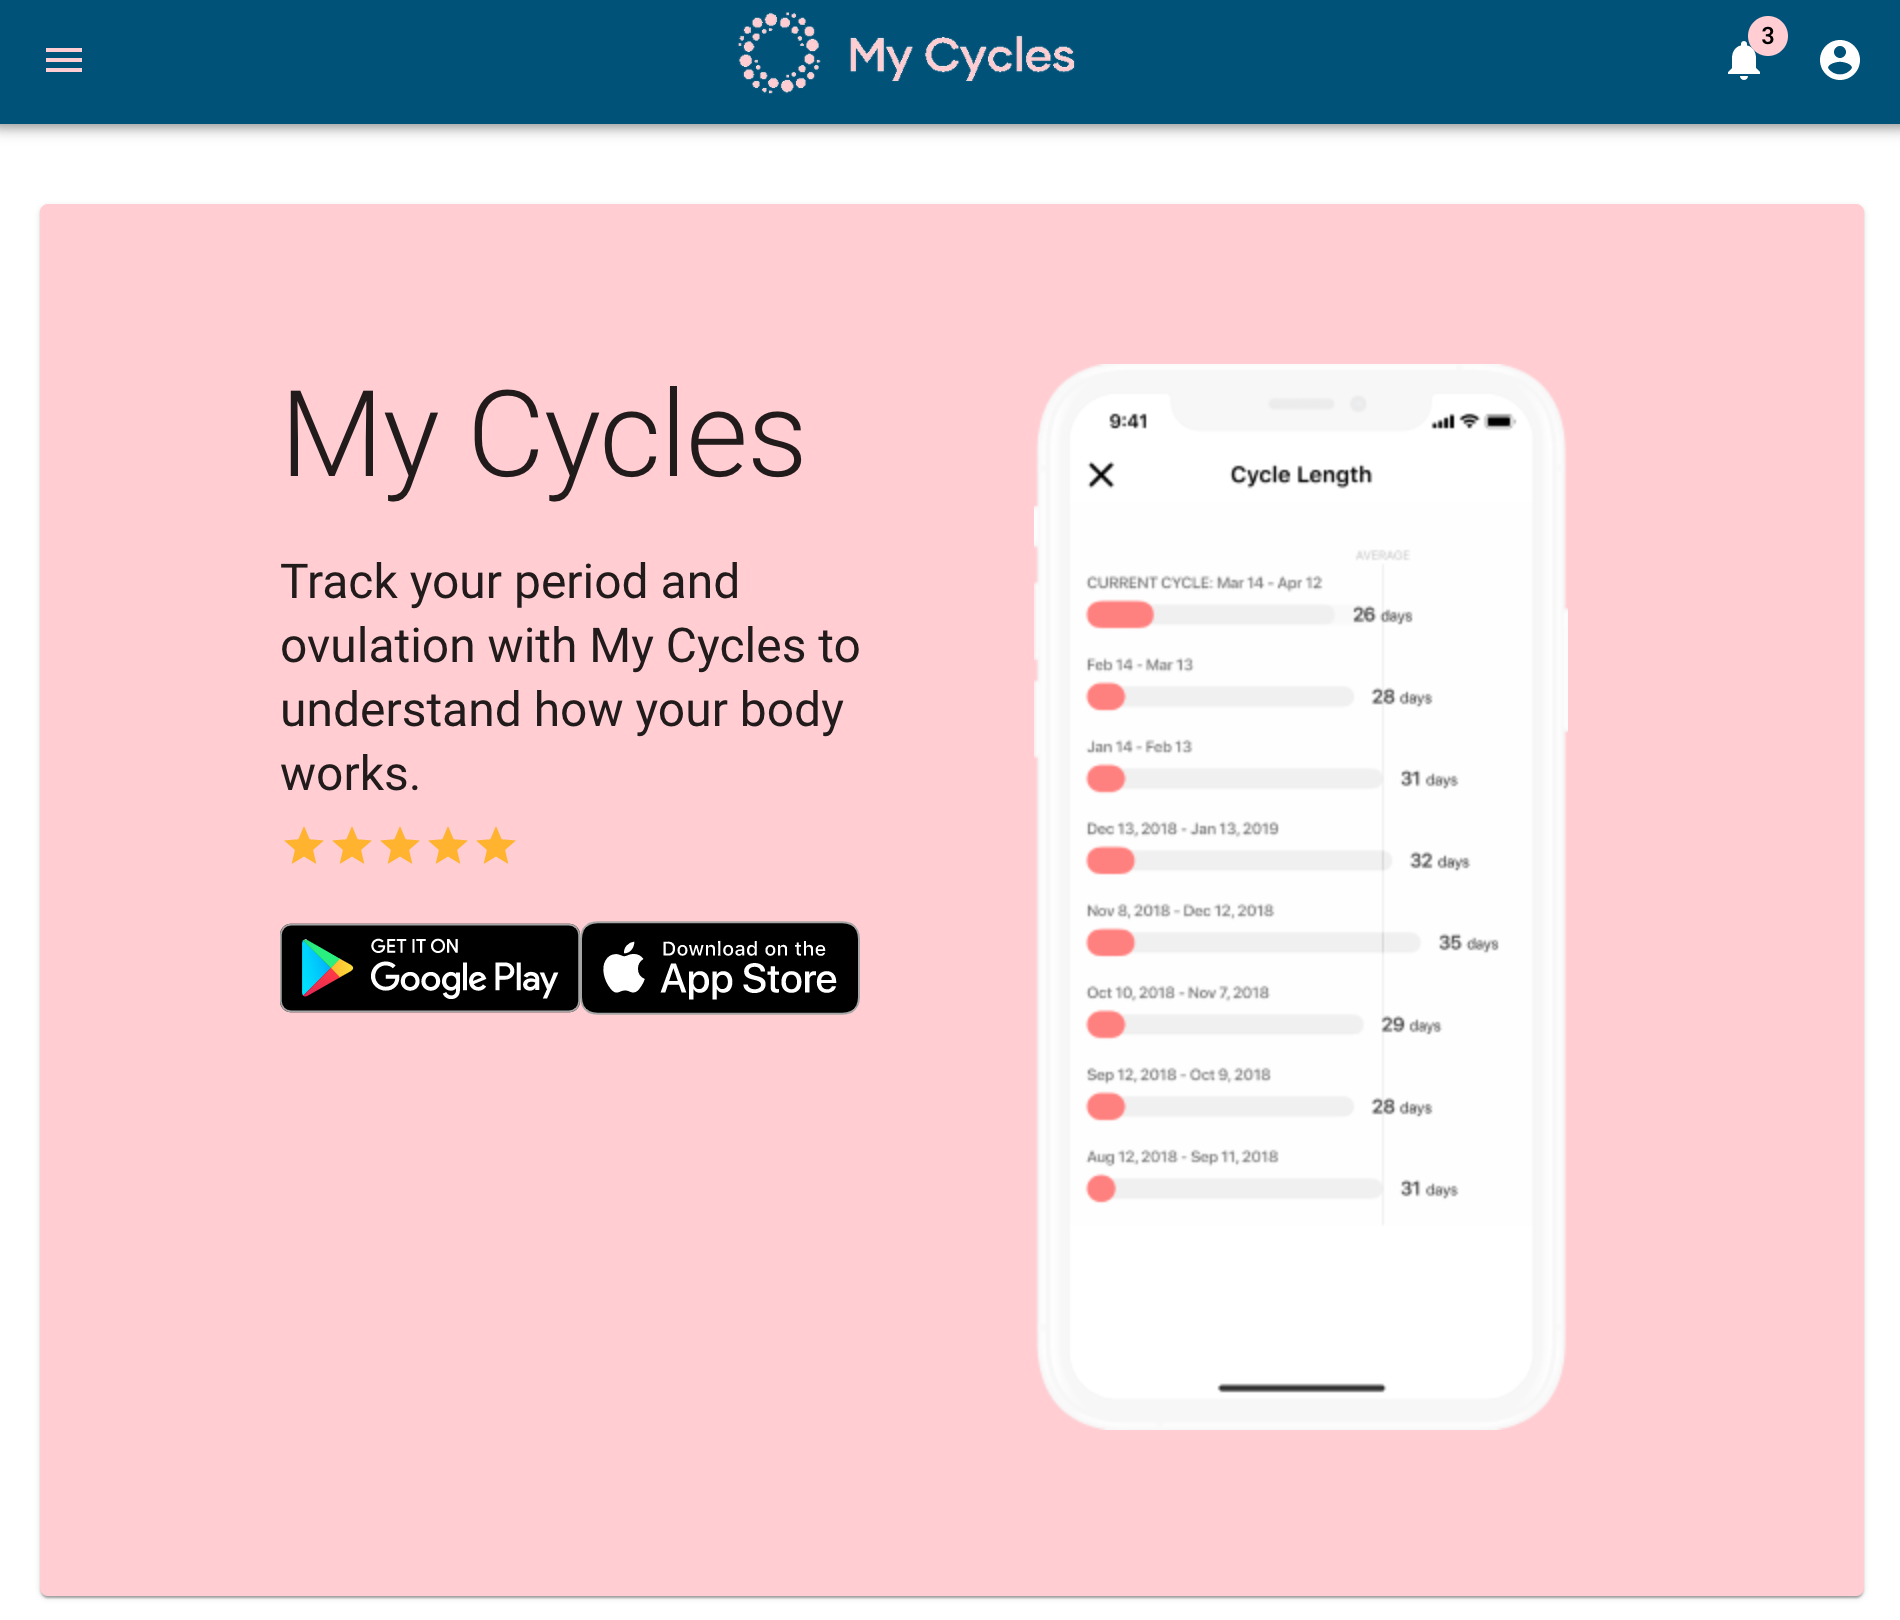 My Cycles
3
My Cycles
Track your period and
ovulation with My Cycles to
understand how your body
works.
GET IT ON
Google Play
Download on the
App Store
9:41
Cycle Length
AVERAGE
CURRENT CYCLE: Mar 14 - Apr 12
26 days
Feb 14 - Mar 13
28 days
Jan 14 - Feb 13
31 days
Dec 13, 2018 - Jan 13, 2019
32 days
Nov 8, 2018 - Dec 12, 2018
35 days
Oct 10, 2018 - Nov 7, 2018
29 days
Sep 12, 2018 - Oct 9, 2018
28 days
Aug 12, 2018 - Sep 11, 2018
31 days